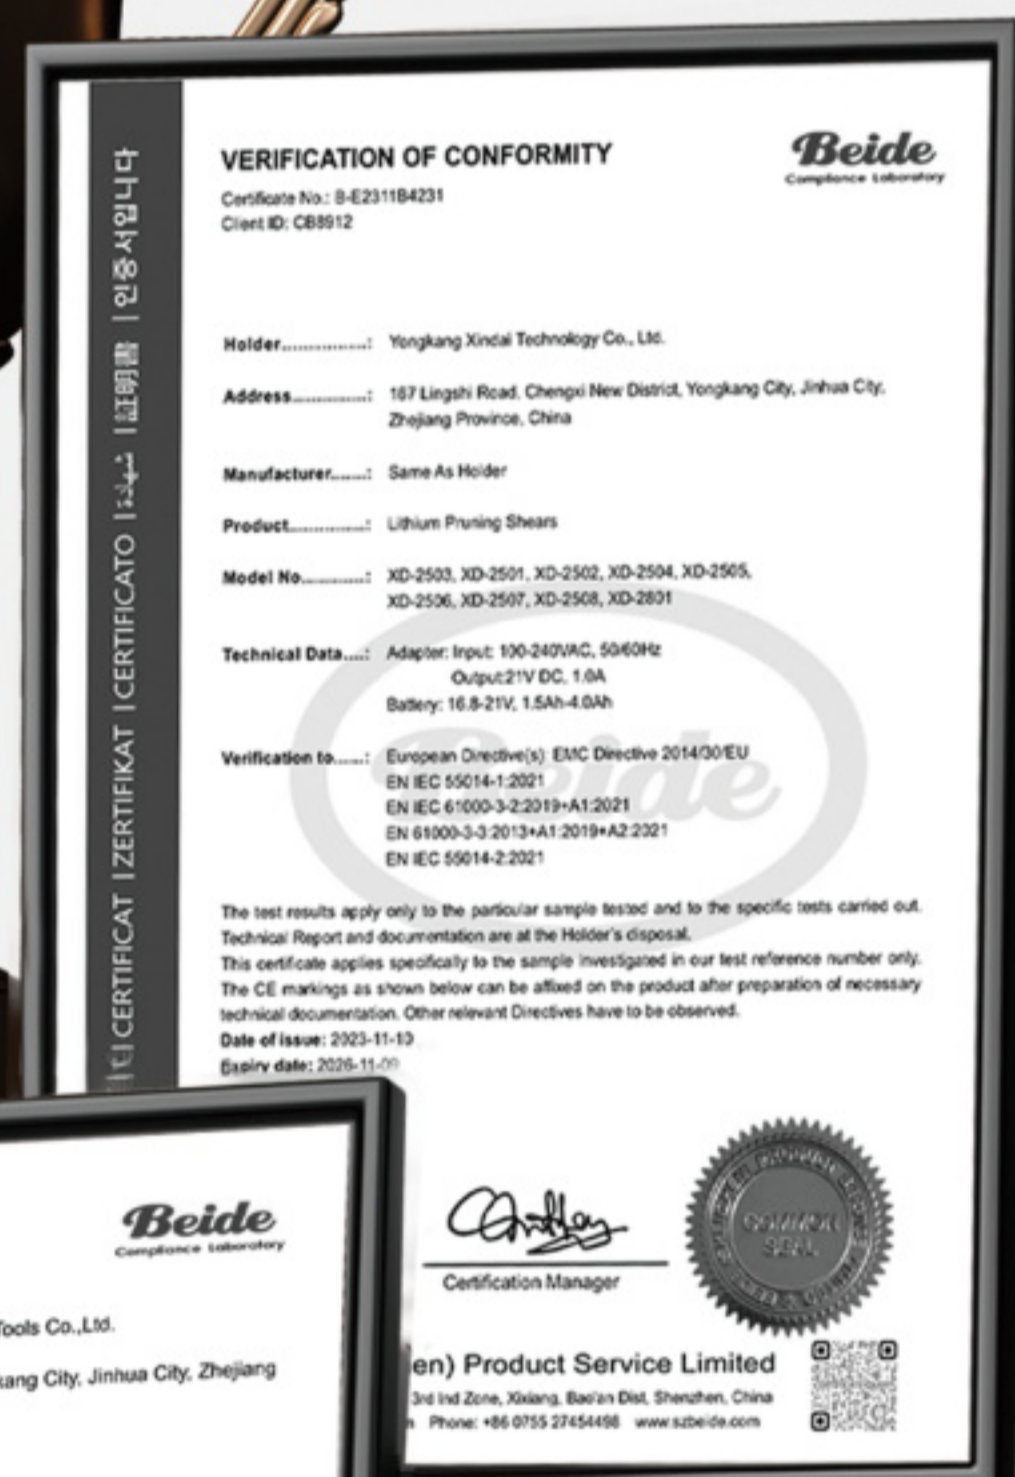 VERIFICATION OF CONFORMITY
Beide
Compliance Laboratory
Certificate No.: B-E2311B4231
Client ID: CB8912
Holder...............: Yongkang Xindai Technology Co., Ltd.
Address.............: 187 Lingshi Road, Chengxi New District, Yongkang City, Jinhua City,
Zhejiang Province, China
Manufacturer.......: Same As Holder
Product..............: Lithium Pruning Shears
Model No............: XD-2503, XD-2501, XD-2502, XD-2504, XD-2505,
XD-2506, XD-2507, XD-2508, XD-2801
Technical Data....: Adapter: Input: 100-240VAC, 50/60Hz
Output:21V DC, 1.0A
Battery: 16.8-21V, 1.5Ah-4.0Ah
Verification to......: European Directive(s): EMC Directive 2014/30/EU
EN IEC 55014-1:2021
EN IEC 61000-3-2:2019+A1:2021
EN 61000-3-3:2013+A1:2019+A2:2021
EN IEC 55014-2:2021
Beide
The test results apply only to the particular sample tested and to the specific tests carried out.
Technical Report and documentation are at the Holder's disposal.
This certificate applies specifically to the sample investigated in our test reference number only.
The CE markings as shown below can be affixed on the product after preparation of necessary
technical documentation. Other relevant Directives have to be observed.
Date of issue: 2023-11-10
Expiry date: 2026-11-09
Certification Manager
COMMON
SEAL
en) Product Service Limited
3rd Ind Zone, Xixiang, Bao'an Dist, Shenzhen, China
Phone: +86 0755 27454498 www.szbeide.com
| CERTIFICAT | ZERTIFIKAT | CERTIFICATO | شهادة | 証明書 | 인증서입니다
Beide
Compliance Laboratory
Tools Co.,Ltd.
kang City, Jinhua City, Zhejiang